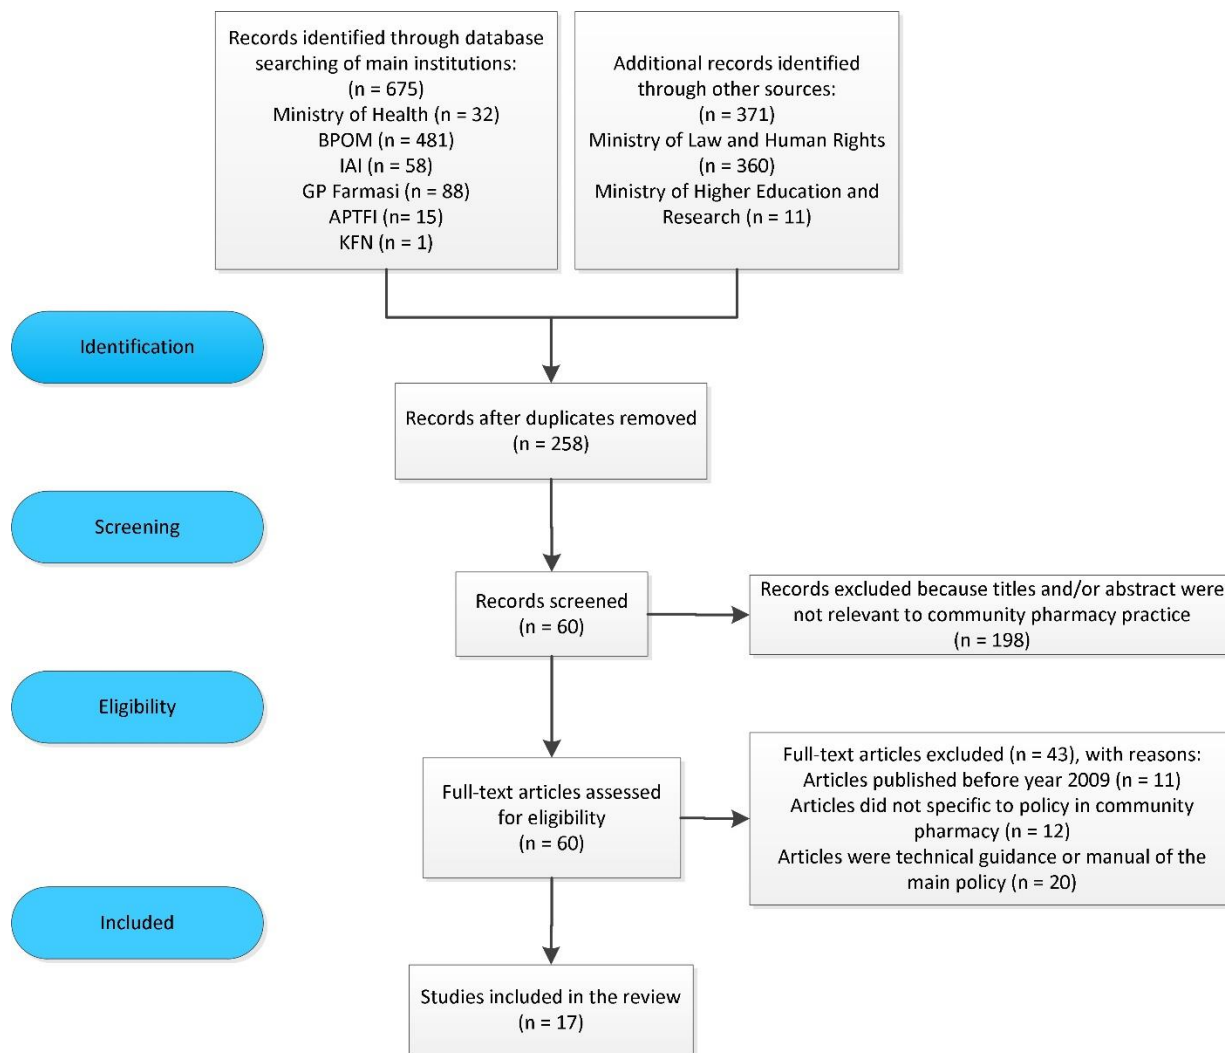 Records identified through database
searching of main institutions:
(n = 675)
Ministry of Health (n = 32)
BPOM (n = 481)
IAI (n = 58)
GP Farmasi (n = 88)
APTFI (n= 15)
KFN (n = 1)
Additional records identified
through other sources:
(n = 371)
Ministry of Law and Human Rights
(n = 360)
Ministry of Higher Education and
Research (n = 11)
Identification
Records after duplicates removed
(n = 258)
Screening
Records screened
(n = 60)
Records excluded because titles and/or abstract were
not relevant to community pharmacy practice
(n = 198)
Eligibility
Full-text articles assessed
for eligibility
(n = 60)
Full-text articles excluded (n = 43), with reasons:
Articles published before year 2009 (n = 11)
Articles did not specific to policy in community
pharmacy (n = 12)
Articles were technical guidance or manual of the
main policy (n = 20)
Included
Studies included in the review
(n = 17)